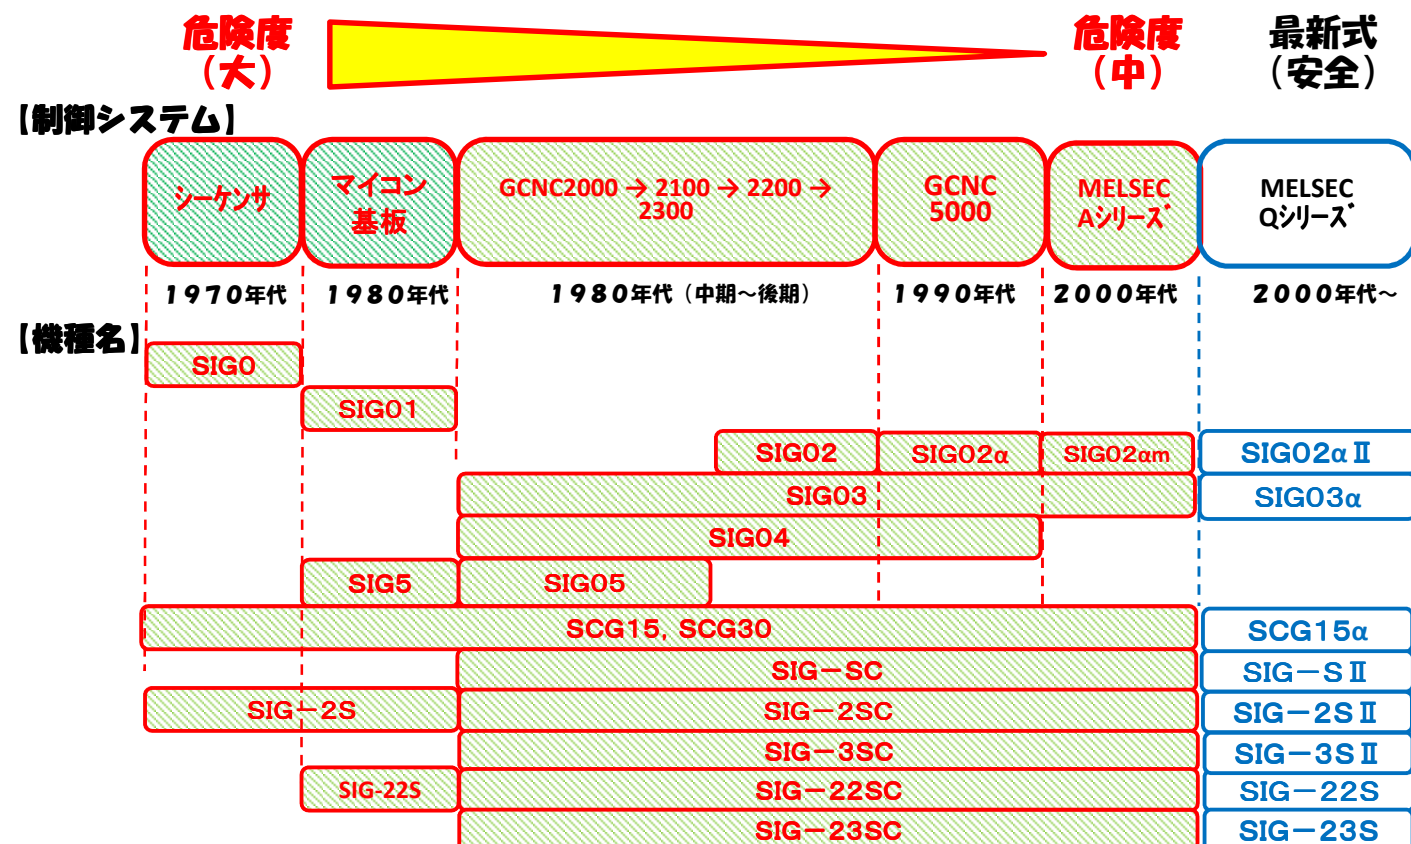 危険度
（大）
危険度
（中）
最新式
（安全）
【制御システム】
シーケンサ
マイコン
基板
GCNC2000 → 2100 → 2200 →
2300
GCNC
5000
MELSEC
Aシリーズ
MELSEC
Qシリーズ
１９７０年代
１９８０年代
１９８０年代（中期～後期）
１９９０年代
２０００年代
２０００年代～
【機種名】
SIG0
SIG01
SIG02
SIG02α
SIG02αm
SIG02αⅡ
SIG03
SIG03α
SIG04
SIG5
SIG05
SCG15, SCG30
SCG15α
SIG－SC
SIG－SⅡ
SIG－2S
SIG－2SC
SIG－2SⅡ
SIG－3SC
SIG－3SⅡ
SIG-22S
SIG－22SC
SIG－22S
SIG－23SC
SIG－23S